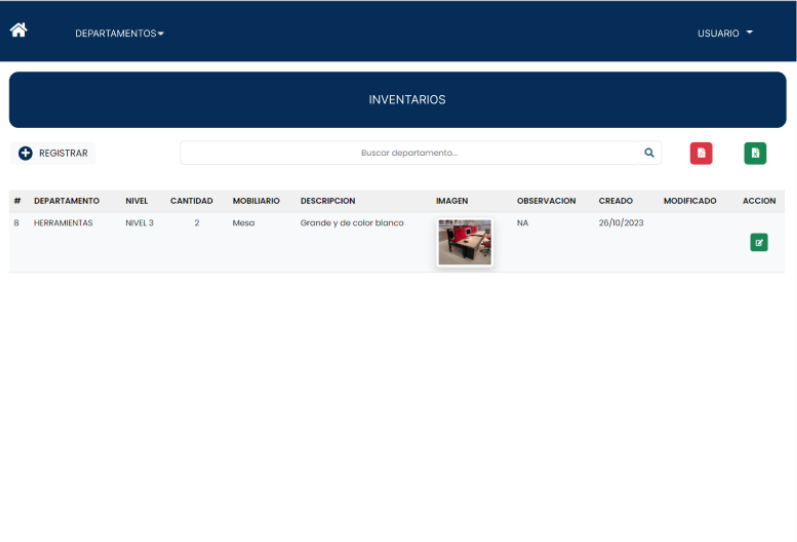 DEPARTAMENTOS
USUARIO
INVENTARIOS
REGISTRAR
Buscar departamento...
# DEPARTAMENTO NIVEL CANTIDAD MOBILIARIO DESCRIPCION IMAGEN OBSERVACION CREADO MODIFICADO ACCION
8 HERRAMIENTAS NIVEL 3 2 Mesa Grande y de color blanco NA 26/10/2023